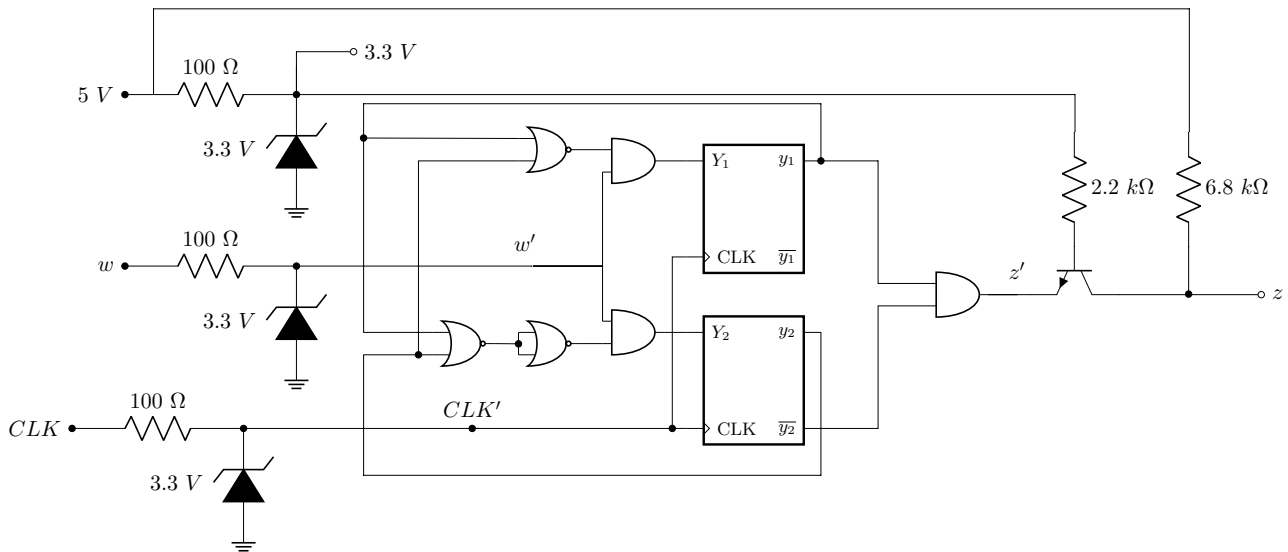 100 Ω
3.3 V
5 V
3.3 V
Y₁ y₁
2.2 kΩ
6.8 kΩ
100 Ω
w'
w
CLK y̅₁̅
z'
z
3.3 V
Y₂ y₂
100 Ω
CLK'
CLK
CLK y̅₂̅
3.3 V